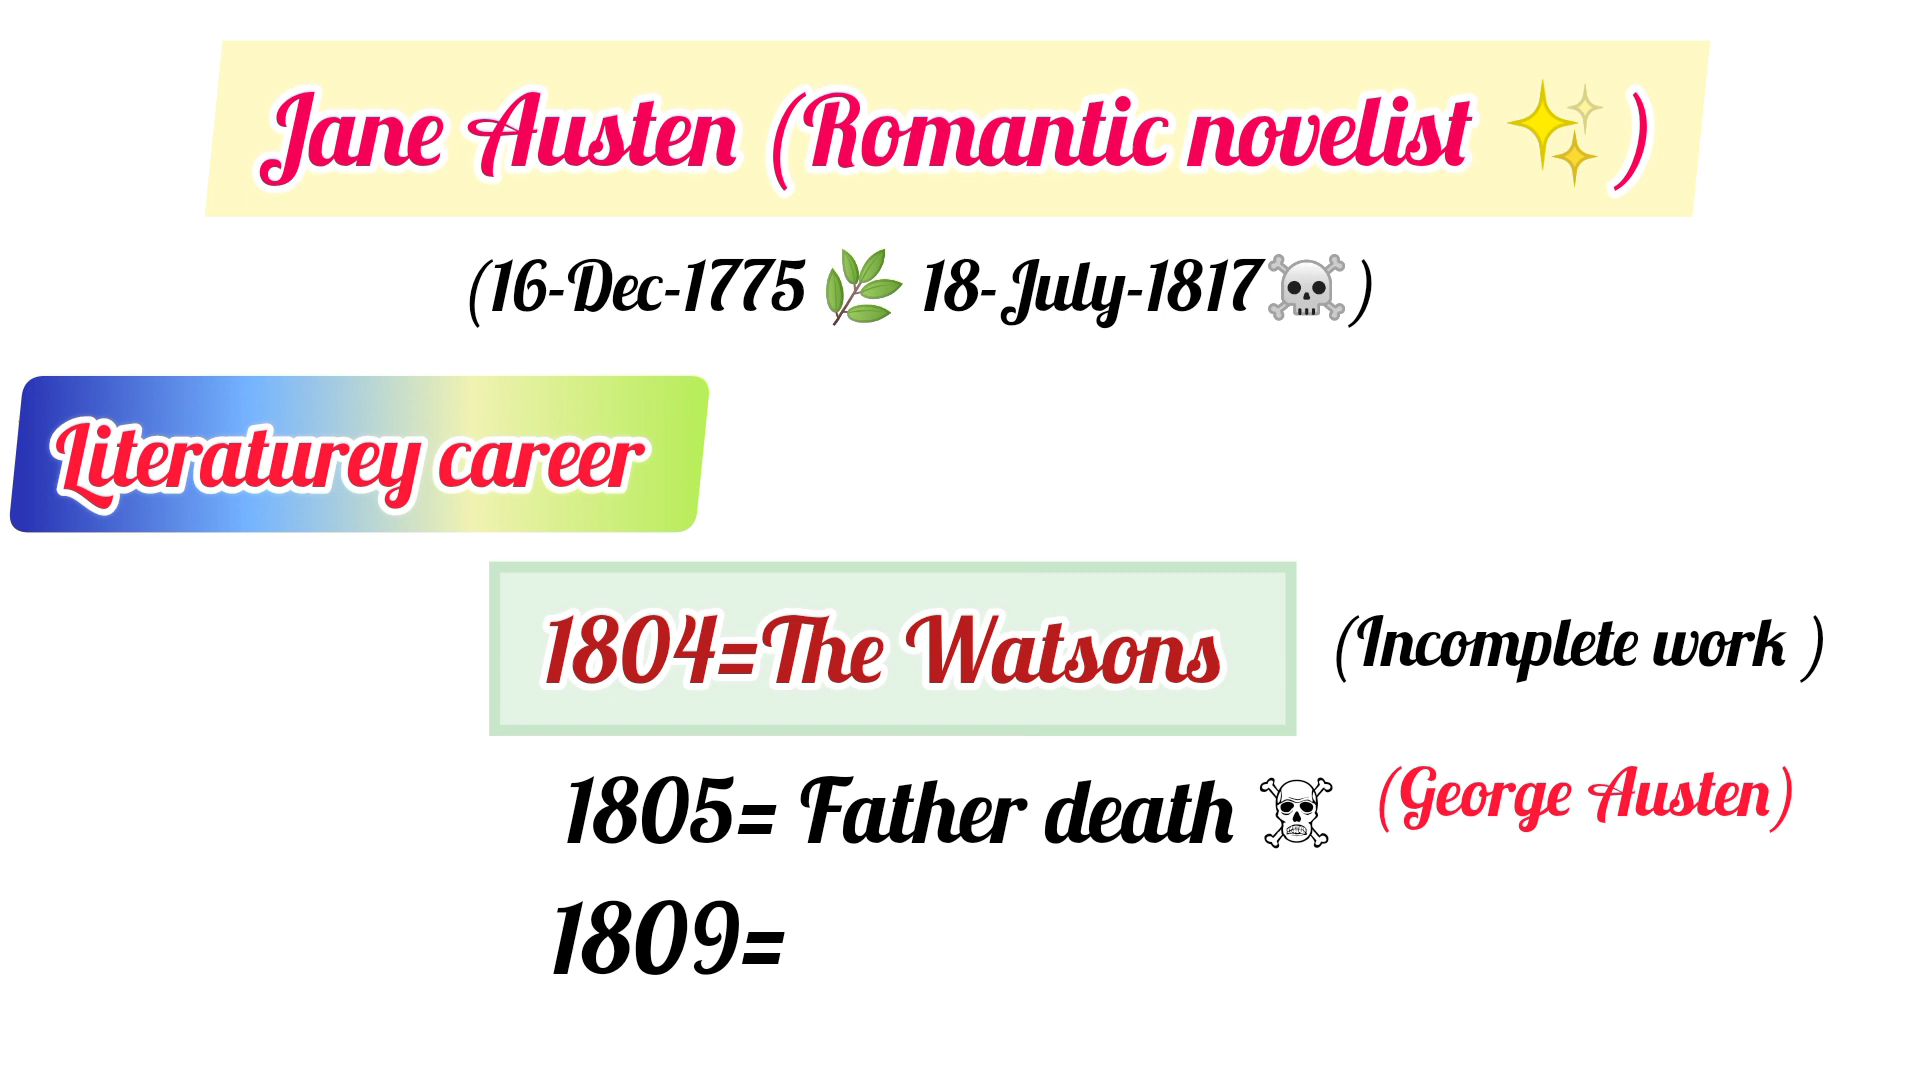 Jane Austen (Romantic novelist ✨)
(16-Dec-1775 🌿 18-July-1817☠️)
Literaturey career
1804=The Watsons (Incomplete work )
1805= Father death ☠ (George Austen)
1809=